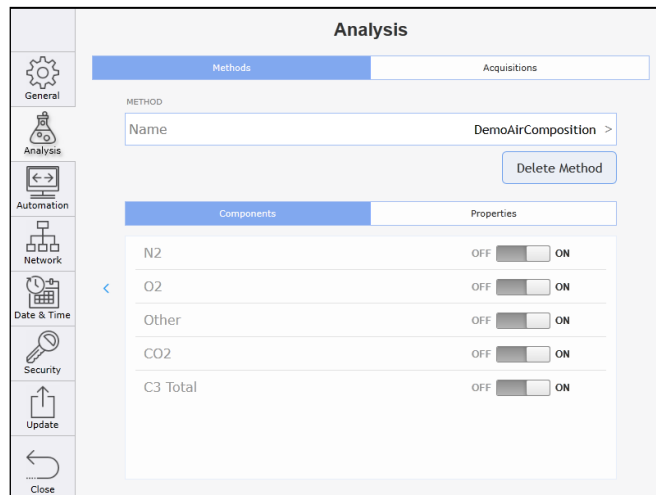 Analysis
General
Analysis
Automation
Network
Date & Time
Security
Update
Close
Methods Acquisitions
METHOD
Name DemoAirComposition >
Delete Method
Components Properties
N2 OFF ON
O2 OFF ON
Other OFF ON
CO2 OFF ON
C3 Total OFF ON